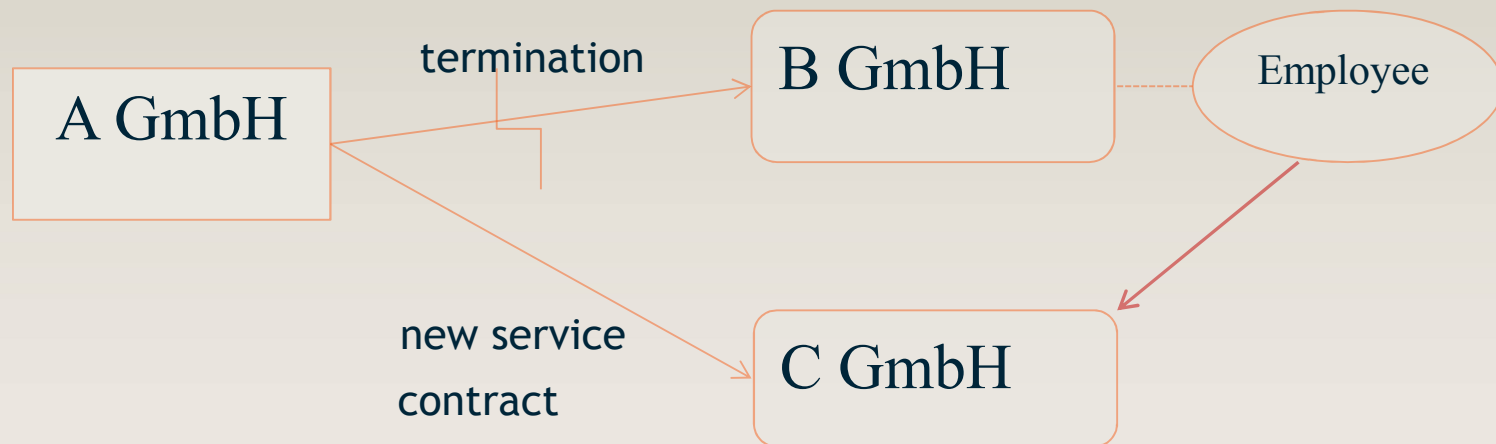 termination
B GmbH
Employee
A GmbH
new service
contract
C GmbH